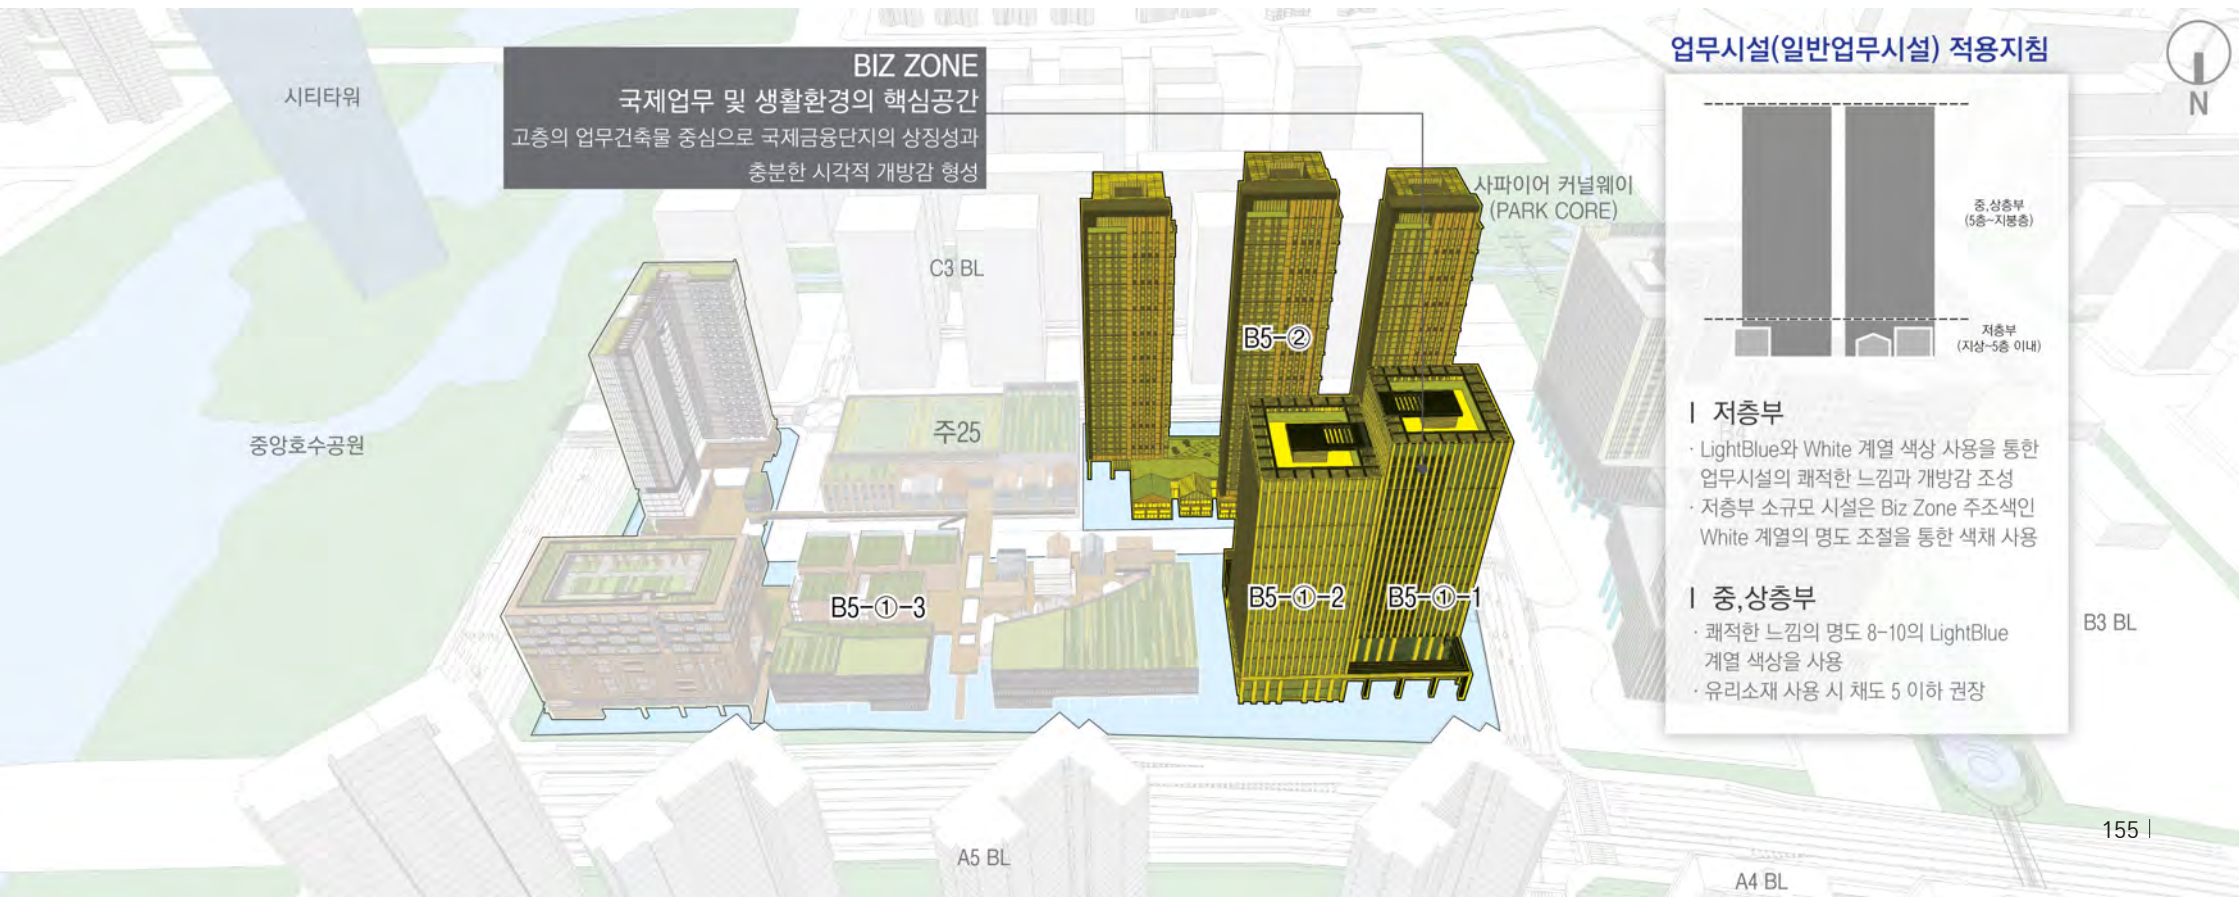 시티타워
BIZ ZONE
국제업무 및 생활환경의 핵심공간
고층의 업무건축물 중심으로 국제금융단지의 상징성과
충분한 시각적 개방감 형성
사파이어 커널웨이
(PARK CORE)
C3 BL
B5-②
주25
중앙호수공원
B5-①-3
B5-①-2
B5-①-1
B3 BL
A5 BL
A4 BL
업무시설(일반업무시설) 적용지침
N
중,상층부
(5층~지붕층)
저층부
(지상~5층 이내)
I 저층부
· LightBlue와 White 계열 색상 사용을 통한
업무시설의 쾌적한 느낌과 개방감 조성
· 저층부 소규모 시설은 Biz Zone 주조색인
White 계열의 명도 조절을 통한 색채 사용
I 중,상층부
· 쾌적한 느낌의 명도 8-10의 LightBlue
계열 색상을 사용
· 유리소재 사용 시 채도 5 이하 권장
155 |